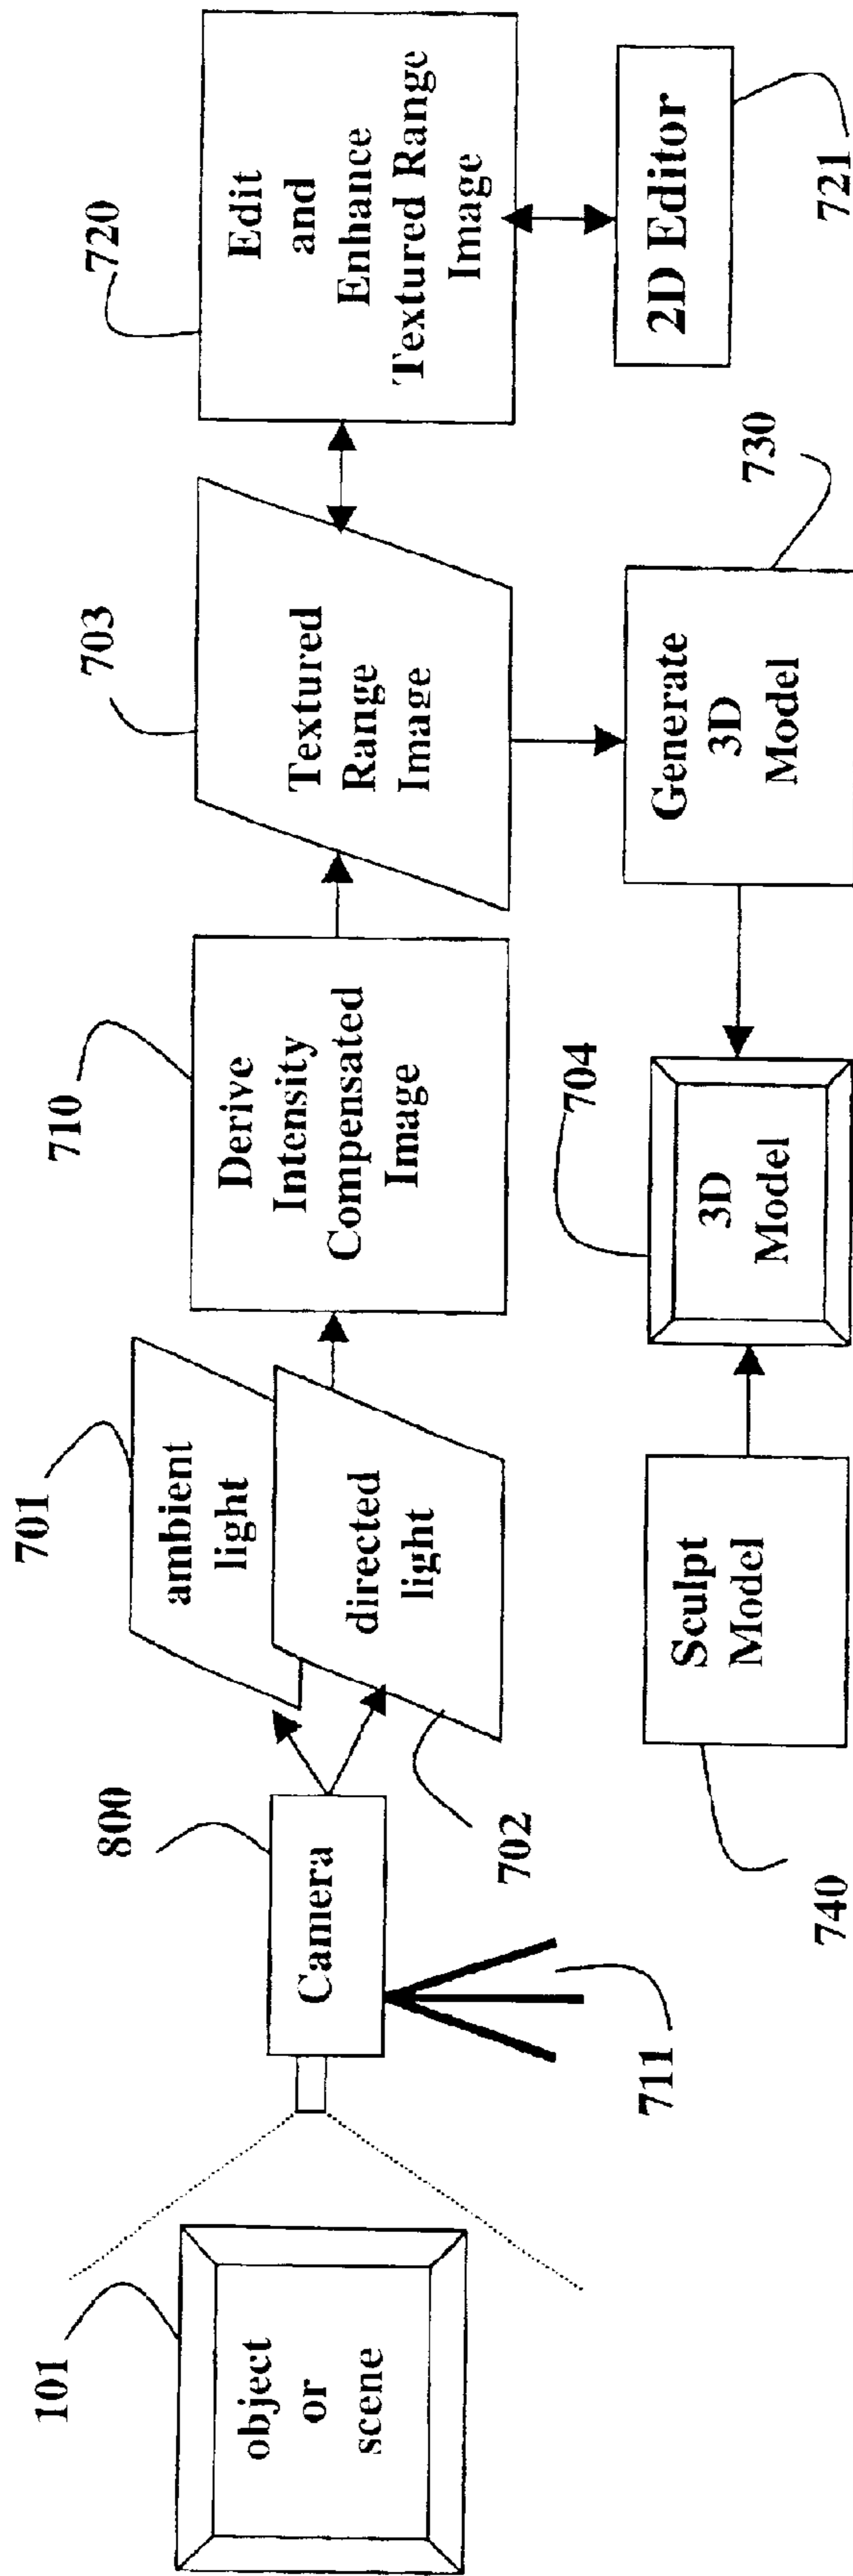 101
object
or
scene
800
Camera
711
701
ambient
light
directed
light
702
710
Derive
Intensity
Compensated
Image
703
Textured
Range
Image
720
Edit
and
Enhance
Textured Range
Image
2D Editor
721
Generate
3D
Model
730
704
3D
Model
Sculpt
Model
740